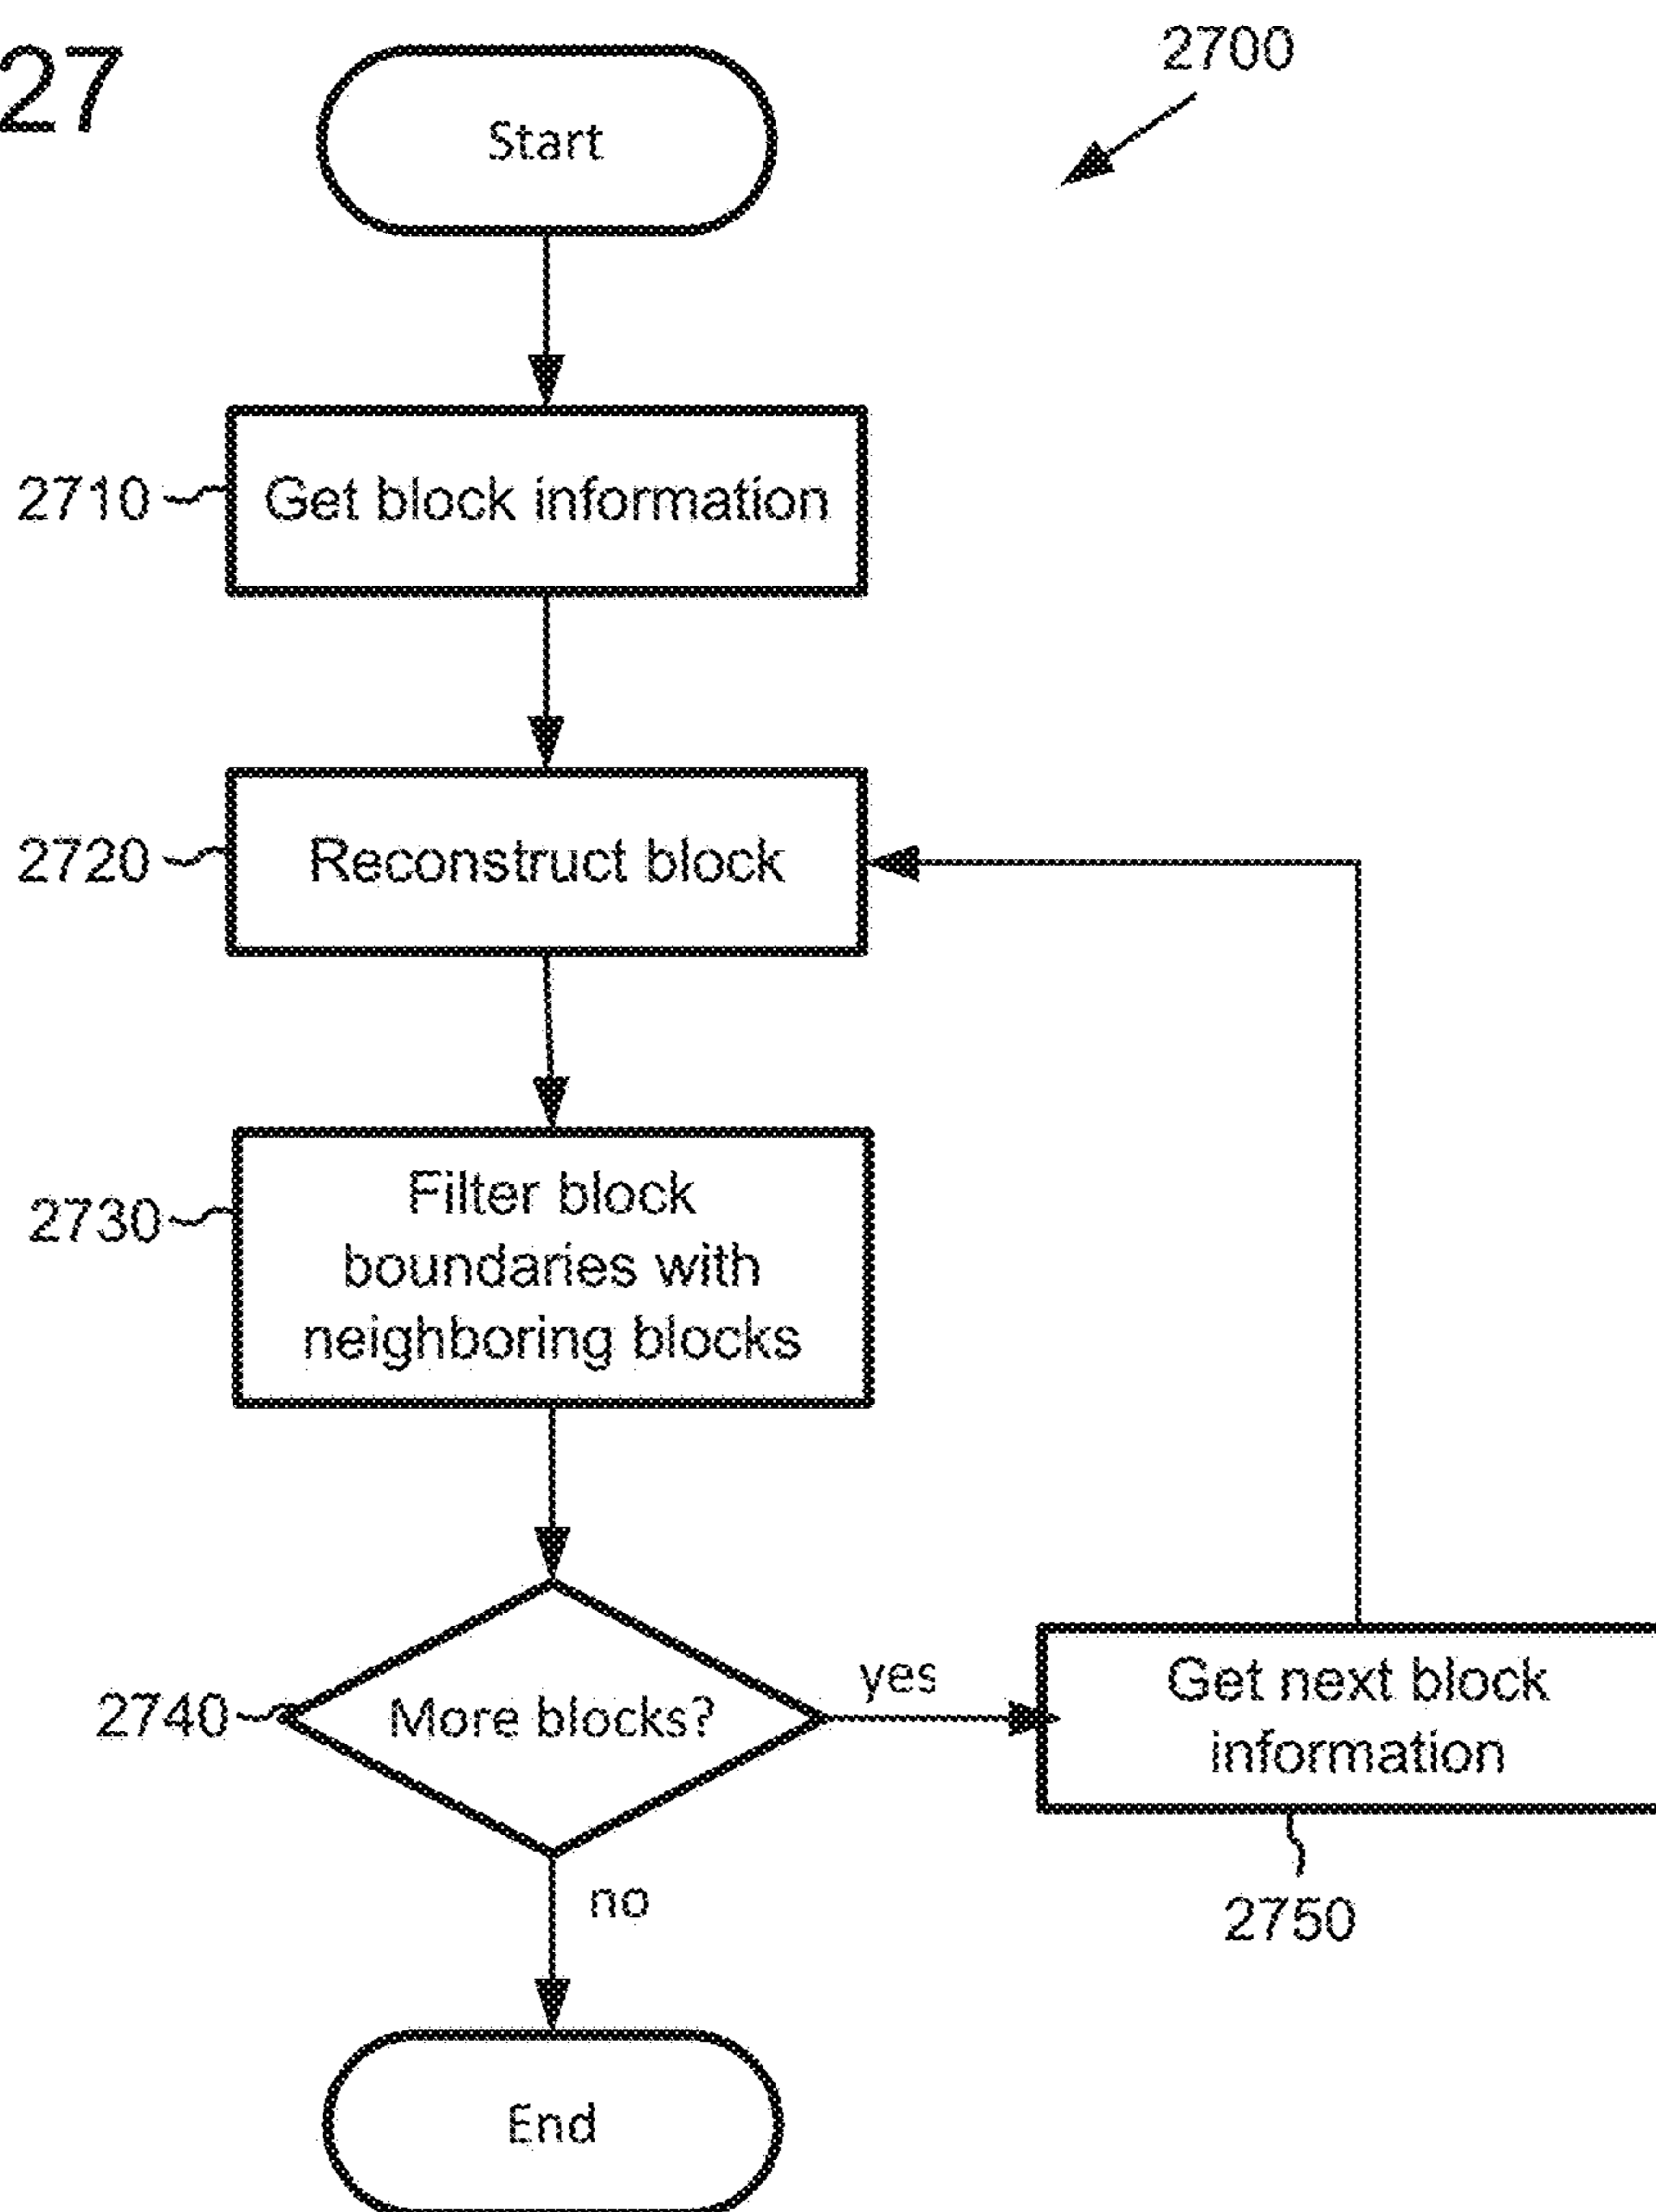 27
2700
Start
2710
Get block information
2720
Reconstruct block
2730
Filter block
boundaries with
neighboring blocks
2740
More blocks?
yes
Get next block
information
2750
no
End